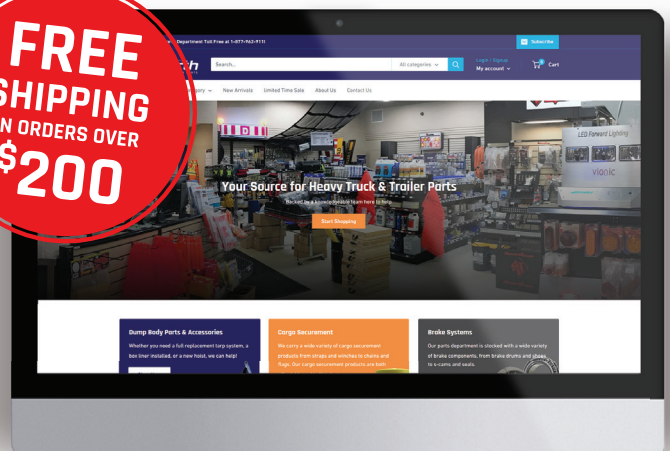 FREE
SHIPPING
ON ORDERS OVER
$200
Department Toll Free at 1-877-962-9111
Subscribe
Search...
All categories
Login / Signup
My account
Cart
New Arrivals
Limited Time Sale
About Us
Contact Us
LED Forward Lighting
vionic
Your Source for Heavy Truck & Trailer Parts
Backed by a knowledgeable team here to help.
Start Shopping
Dump Body Parts & Accessories
Whether you need a full replacement tarp system, a
box liner installed, or a new hoist, we can help!
Cargo Securement
We carry a wide variety of cargo securement
products from straps and winches to chains and
flags. Our cargo securement products are both
Brake Systems
Our parts department is stocked with a wide variety
of brake components, from brake drums and shoes
to s-cams and seals.